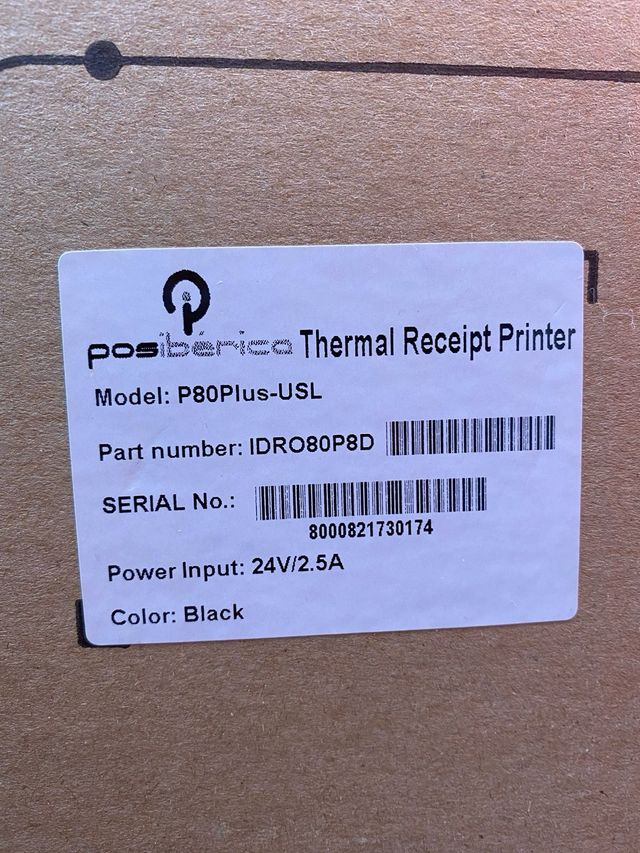 posibérica Thermal Receipt Printer
Model: P80Plus-USL
Part number: IDRO80P8D
SERIAL No.:
8000821730174
Power Input: 24V/2.5A
Color: Black